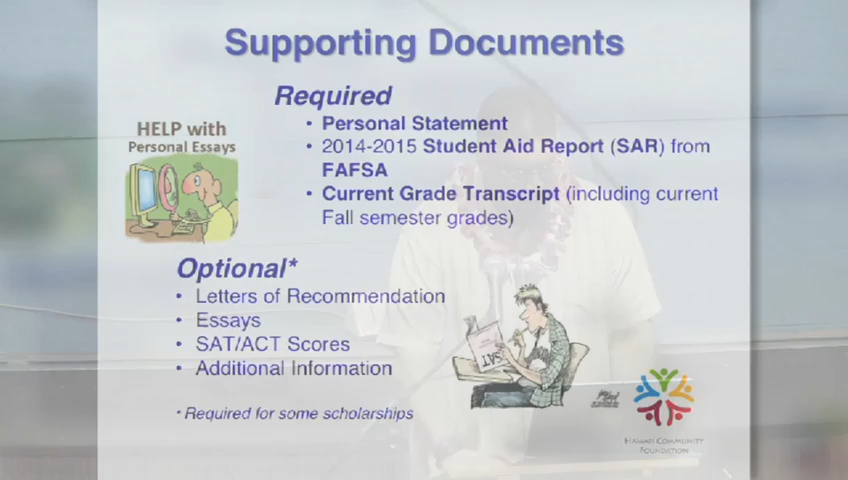 Supporting Documents
Required
• Personal Statement
• 2014-2015 Student Aid Report (SAR) from
FAFSA
• Current Grade Transcript (including current
Fall semester grades)
HELP with
Personal Essays
Optional*
• Letters of Recommendation
• Essays
• SAT/ACT Scores
• Additional Information
SAT
* Required for some scholarships
HAWAI‘I COMMUNITY
FOUNDATION